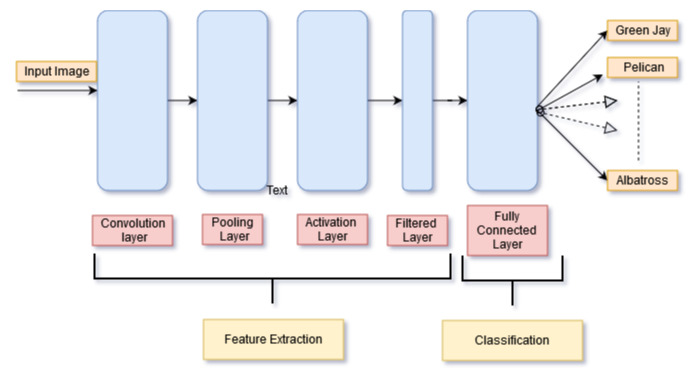 Green Jay
Input Image
Pelican
Albatross
Text
Convolution
layer
Pooling
Layer
Activation
Layer
Filtered
Layer
Fully
Connected
Layer
Feature Extraction
Classification